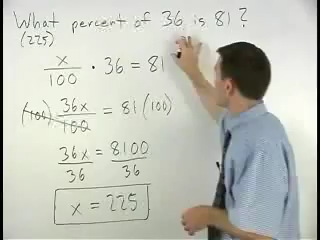 What percent of 36 is 81?
(225)
x/100 · 36 = 81
(100) 36x/100 = 81 (100)
36x/36 = 8100/36
x = 225